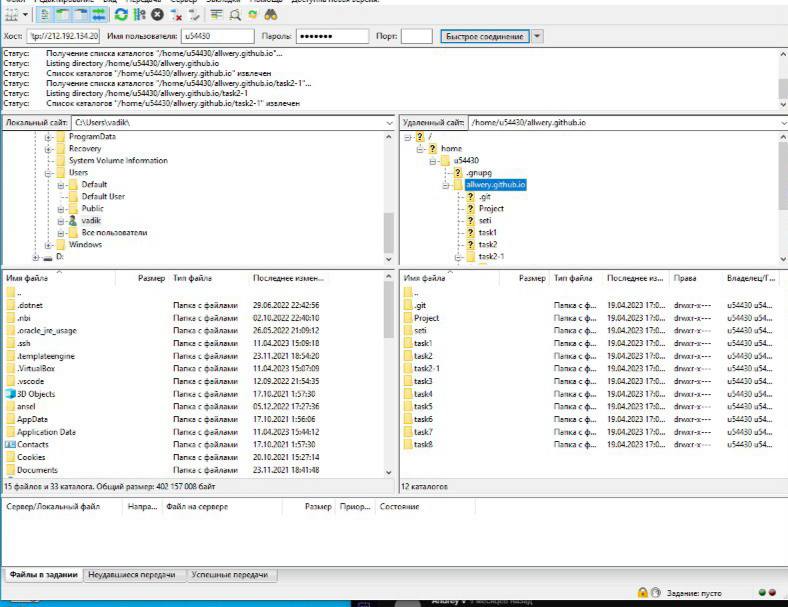 Хост: tp://212.192.134.20 Имя пользователя: u54430 Пароль: ●●●●●●● Порт: Быстрое соединение
Статус: Получение списка каталогов "/home/u54430/allwery.github.io"...
Статус: Listing directory /home/u54430/allwery.github.io
Статус: Список каталогов "/home/u54430/allwery.github.io" извлечен
Статус: Получение списка каталогов "/home/u54430/allwery.github.io/task2-1"...
Статус: Listing directory /home/u54430/allwery.github.io/task2-1
Статус: Список каталогов "/home/u54430/allwery.github.io/task2-1" извлечен
Локальный сайт: C:\Users\vadik\
ProgramData
Recovery
System Volume Information
Users
Default
Default User
Public
vadik
Все пользователи
Windows
D:
Удаленный сайт: /home/u54430/allwery.github.io
/
home
u54430
.gnupg
allwery.github.io
.git
Project
seti
task1
task2
task2-1
Имя файла Размер Тип файла Последнее измен...
..
.dotnet Папка с файлами 29.06.2022 22:42:56
.nbi Папка с файлами 02.10.2022 22:40:10
.oracle_jre_usage Папка с файлами 26.05.2022 21:09:12
.ssh Папка с файлами 11.04.2023 15:09:18
.templateengine Папка с файлами 23.11.2021 18:54:20
.VirtualBox Папка с файлами 11.04.2023 15:07:09
.vscode Папка с файлами 12.09.2022 21:54:35
3D Objects Папка с файлами 17.10.2021 1:57:30
ansel Папка с файлами 05.12.2022 17:27:36
AppData Папка с файлами 17.10.2021 1:56:06
Application Data Папка с файлами 11.04.2023 15:44:12
Contacts Папка с файлами 17.10.2021 1:57:30
Cookies Папка с файлами 20.10.2021 15:27:14
Documents Папка с файлами 23.11.2021 18:41:48
15 файлов и 33 каталога. Общий размер: 402 157 008 байт
Имя файла Размер Тип файла Последнее из... Права Владелец/Г...
..
.git Папка с ф... 19.04.2023 17:0... drwxr-x--- u54430 u54...
Project Папка с ф... 19.04.2023 17:0... drwxr-x--- u54430 u54...
seti Папка с ф... 19.04.2023 17:0... drwxr-x--- u54430 u54...
task1 Папка с ф... 19.04.2023 17:0... drwxr-x--- u54430 u54...
task2 Папка с ф... 19.04.2023 17:0... drwxr-x--- u54430 u54...
task2-1 Папка с ф... 19.04.2023 17:0... drwxr-x--- u54430 u54...
task3 Папка с ф... 19.04.2023 17:0... drwxr-x--- u54430 u54...
task4 Папка с ф... 19.04.2023 17:0... drwxr-x--- u54430 u54...
task5 Папка с ф... 19.04.2023 17:0... drwxr-x--- u54430 u54...
task6 Папка с ф... 19.04.2023 17:0... drwxr-x--- u54430 u54...
task7 Папка с ф... 19.04.2023 17:0... drwxr-x--- u54430 u54...
task8 Папка с ф... 19.04.2023 17:0... drwxr-x--- u54430 u54...
12 каталогов
Сервер/Локальный файл Напра... Файл на сервере Размер Приор... Состояние
Файлы в задании Неудавшиеся передачи Успешные передачи
Задание: пусто